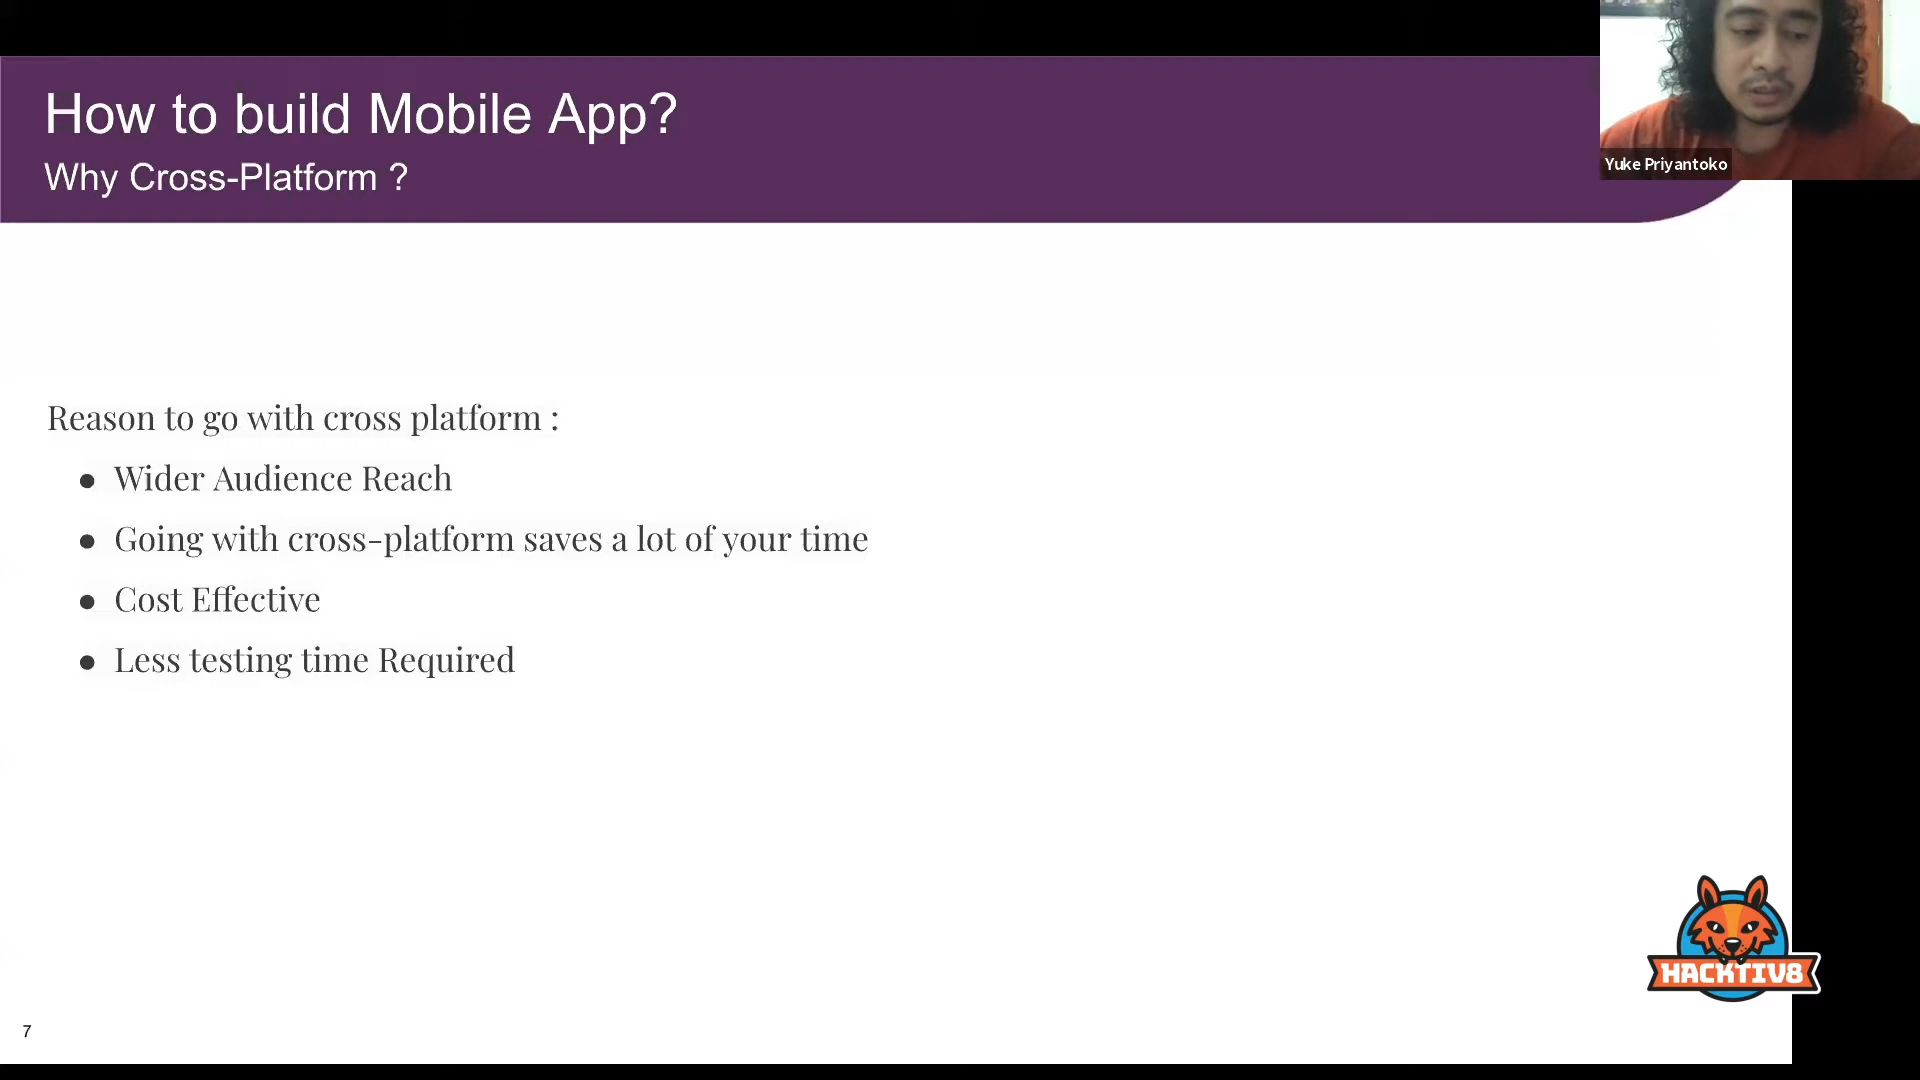 How to build Mobile App?
Why Cross-Platform ?
Yuke Priyantoko
Reason to go with cross platform :
● Wider Audience Reach
● Going with cross-platform saves a lot of your time
● Cost Effective
● Less testing time Required
HACKTIV8
7